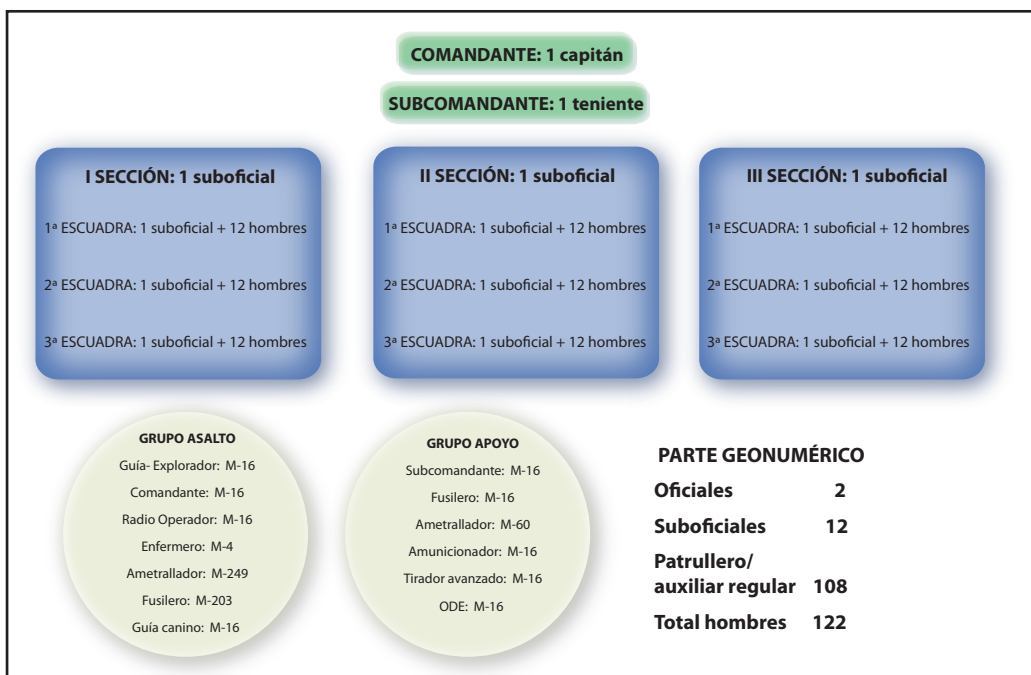 COMANDANTE: 1 capitán
SUBCOMANDANTE: 1 teniente
I SECCIÓN: 1 suboficial
1ª ESCUADRA: 1 suboficial + 12 hombres
2ª ESCUADRA: 1 suboficial + 12 hombres
3ª ESCUADRA: 1 suboficial + 12 hombres
II SECCIÓN: 1 suboficial
1ª ESCUADRA: 1 suboficial + 12 hombres
2ª ESCUADRA: 1 suboficial + 12 hombres
3ª ESCUADRA: 1 suboficial + 12 hombres
III SECCIÓN: 1 suboficial
1ª ESCUADRA: 1 suboficial + 12 hombres
2ª ESCUADRA: 1 suboficial + 12 hombres
3ª ESCUADRA: 1 suboficial + 12 hombres
GRUPO ASALTO
Guía- Explorador: M-16
Comandante: M-16
Radio Operador: M-16
Enfermero: M-4
Ametrallador: M-249
Fusilero: M-203
Guía canino: M-16
GRUPO APOYO
Subcomandante: M-16
Fusilero: M-16
Ametrallador: M-60
Amunicionador: M-16
Tirador avanzado: M-16
ODE: M-16
PARTE GEONUMÉRICO
Oficiales 2
Suboficiales 12
Patrullero/
auxiliar regular 108
Total hombres 122